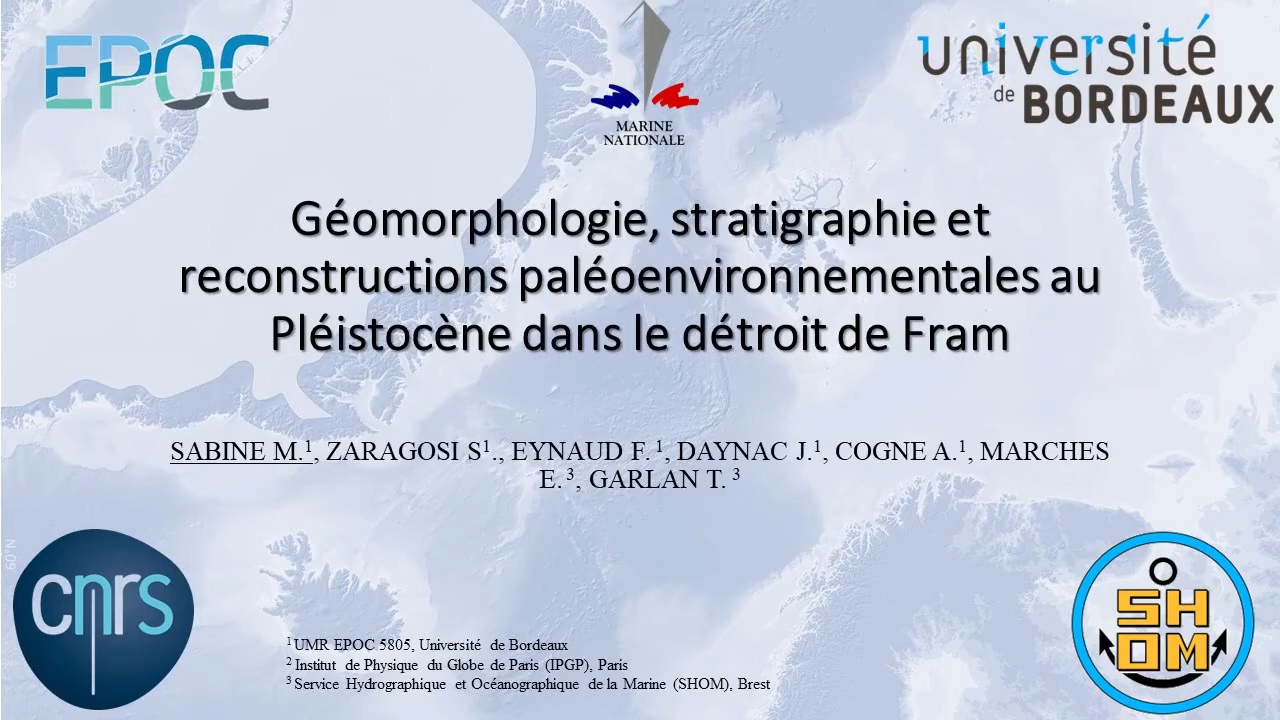 EPOC
MARINE
NATIONALE
université
de BORDEAUX
Géomorphologie, stratigraphie et
reconstructions paléoenvironnementales au
Pléistocène dans le détroit de Fram
SABINE M.¹, ZARAGOSI S¹., EYNAUD F. ¹, DAYNAC J.¹, COGNE A.¹, MARCHES
E. ³, GARLAN T. ³
60°N
cnrs
SH
OM
¹ UMR EPOC 5805, Université de Bordeaux
² Institut de Physique du Globe de Paris (IPGP), Paris
³ Service Hydrographique et Océanographique de la Marine (SHOM), Brest